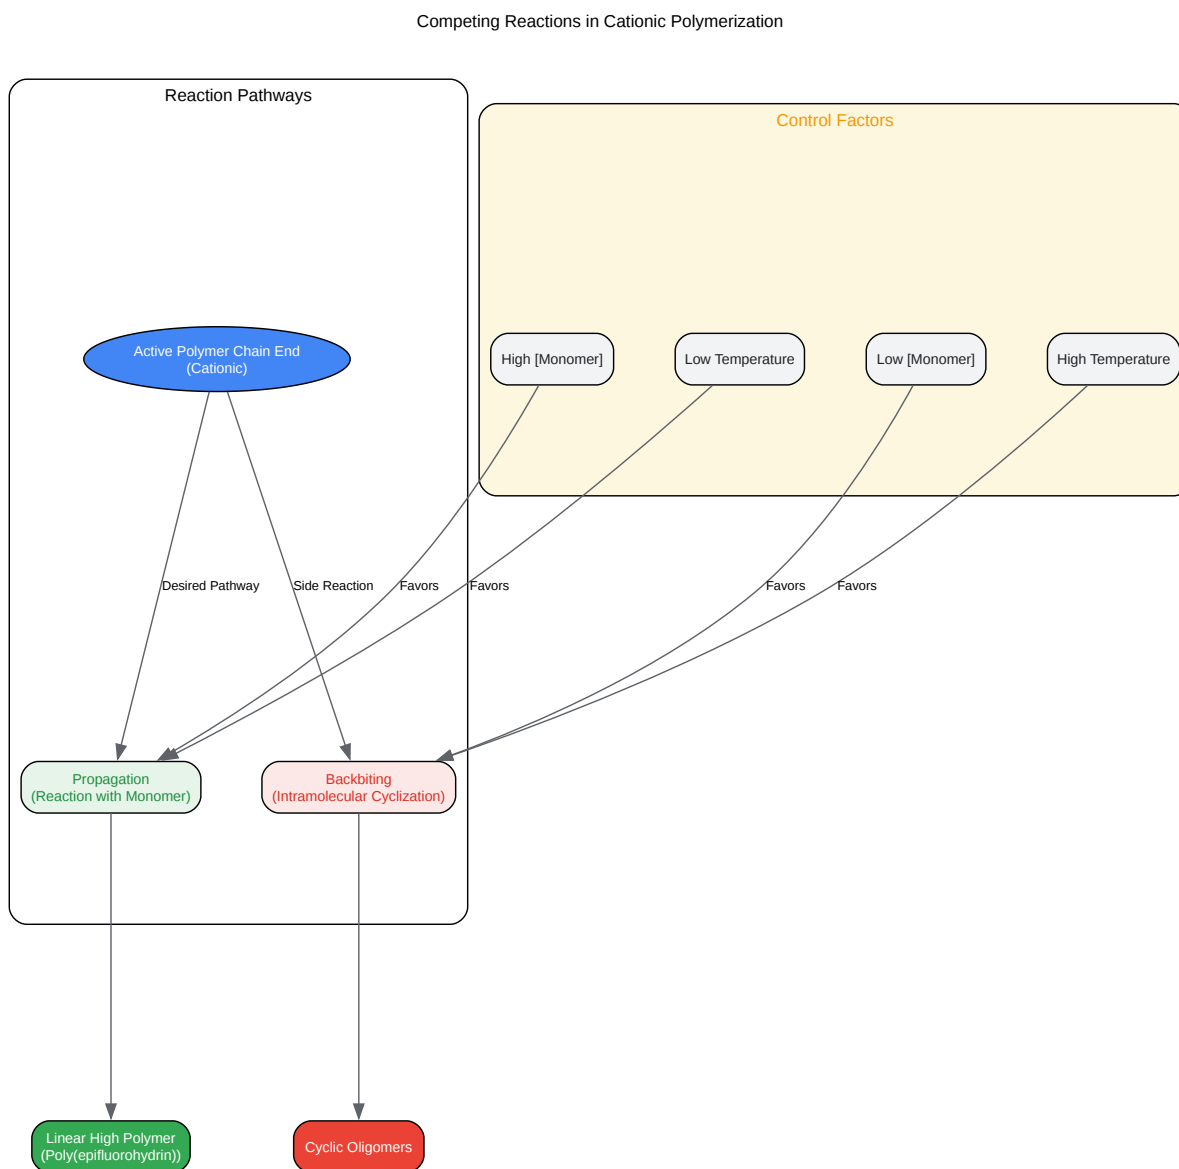 Competing Reactions in Cationic Polymerization
Reaction Pathways
Control Factors
Active Polymer Chain End
(Cationic)
High [Monomer]
Low Temperature
Low [Monomer]
High Temperature
Desired Pathway
Side Reaction
Favors
Favors
Favors
Favors
Propagation
(Reaction with Monomer)
Backbiting
(Intramolecular Cyclization)
Linear High Polymer
(Poly(epifluorohydrin))
Cyclic Oligomers